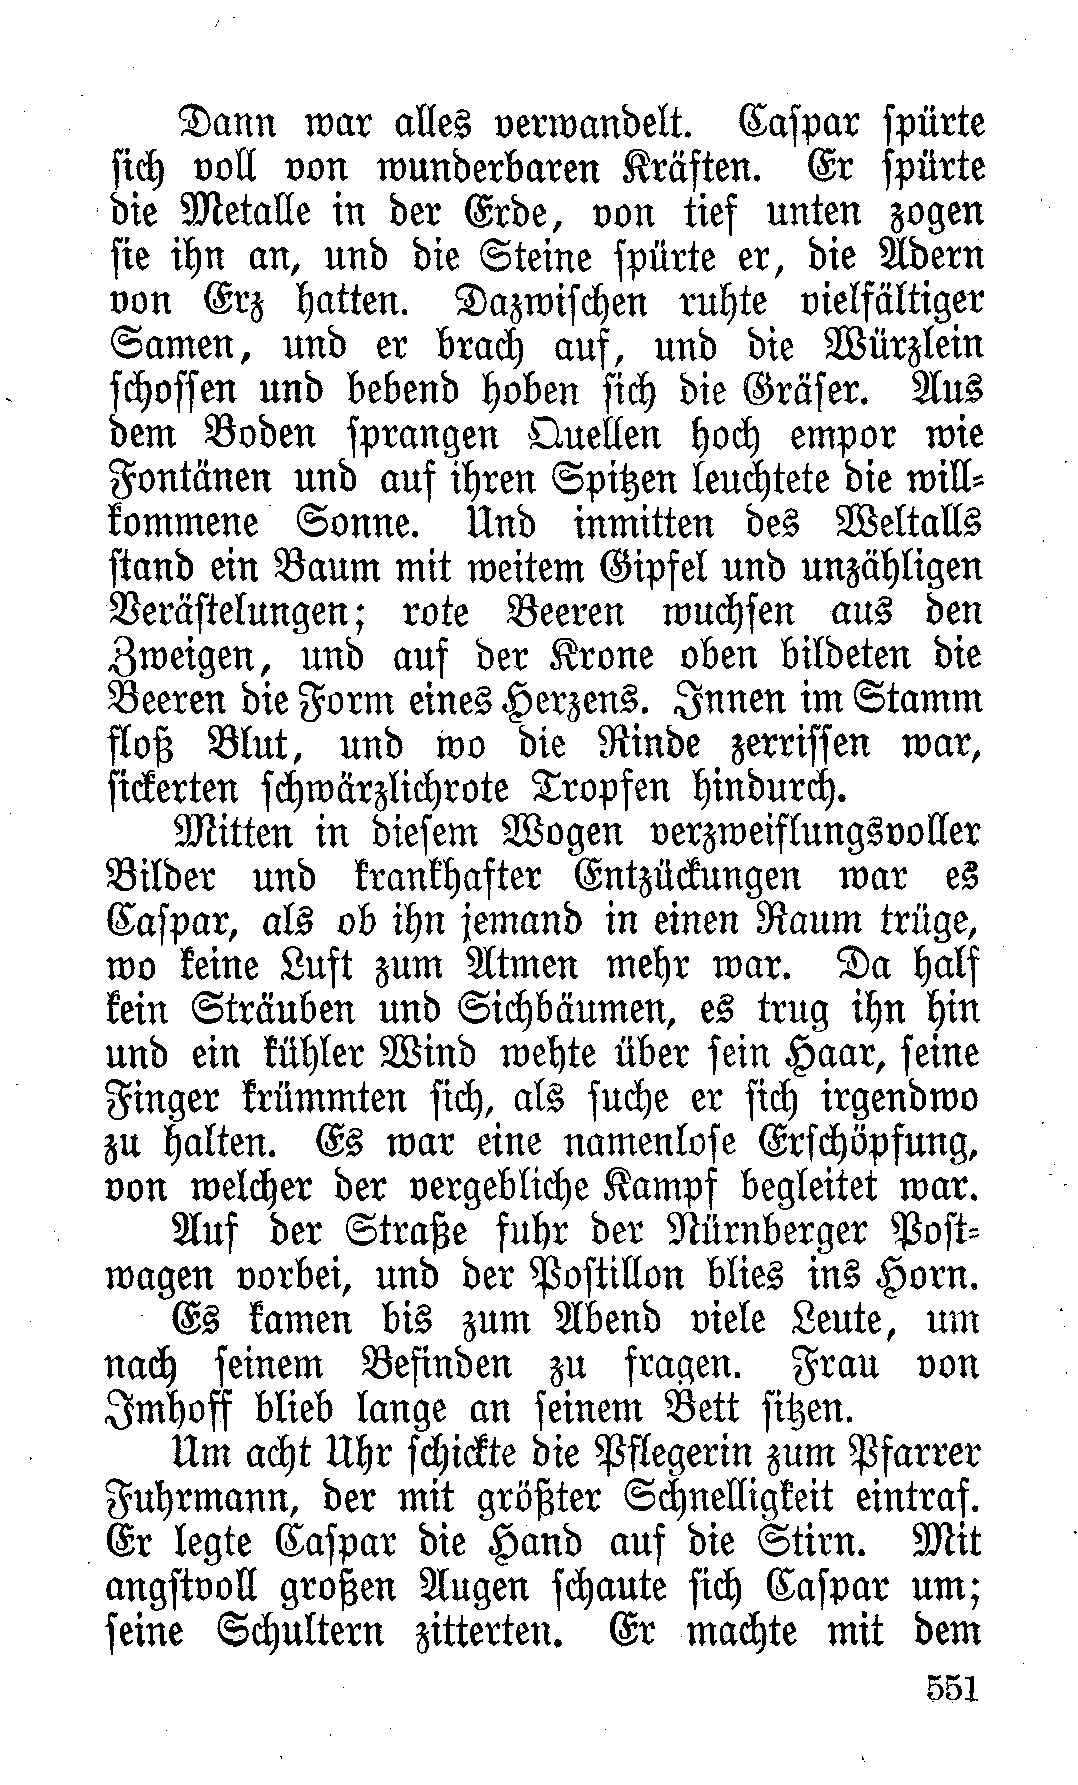 Dann war alles verwandelt. Caspar spürte
sich voll von wunderbaren Kräften. Er spürte
die Metalle in der Erde, von tief unten zogen
sie ihn an, und die Steine spürte er, die Adern
von Erz hatten. Dazwischen ruhte vielfältiger
Samen, und er brach auf, und die Würzlein
schossen und bebend hoben sich die Gräser. Aus
dem Boden sprangen Quellen hoch empor wie
Fontänen und auf ihren Spitzen leuchtete die will-
kommene Sonne. Und inmitten des Weltalls
stand ein Baum mit weitem Gipfel und unzähligen
Verästelungen; rote Beeren wuchsen aus den
Zweigen, und auf der Krone oben bildeten die
Beeren die Form eines Herzens. Innen im Stamm
floß Blut, und wo die Rinde zerrissen war,
sickerten schwärzlichrote Tropfen hindurch.
Mitten in diesem Wogen verzweiflungsvoller
Bilder und krankhafter Entzückungen war es
Caspar, als ob ihn jemand in einen Raum trüge,
wo keine Luft zum Atmen mehr war. Da half
kein Sträuben und Sichbäumen, es trug ihn hin
und ein kühler Wind wehte über sein Haar, seine
Finger krümmten sich, als suche er sich irgendwo
zu halten. Es war eine namenlose Erschöpfung,
von welcher der vergebliche Kampf begleitet war.
Auf der Straße fuhr der Nürnberger Post-
wagen vorbei, und der Postillon blies ins Horn.
Es kamen bis zum Abend viele Leute, um
nach seinem Befinden zu fragen. Frau von
Imhoff blieb lange an seinem Bett sitzen.
Um acht Uhr schickte die Pflegerin zum Pfarrer
Fuhrmann, der mit größter Schnelligkeit eintraf.
Er legte Caspar die Hand auf die Stirn. Mit
angstvoll großen Augen schaute sich Caspar um;
seine Schultern zitterten. Er machte mit dem
551